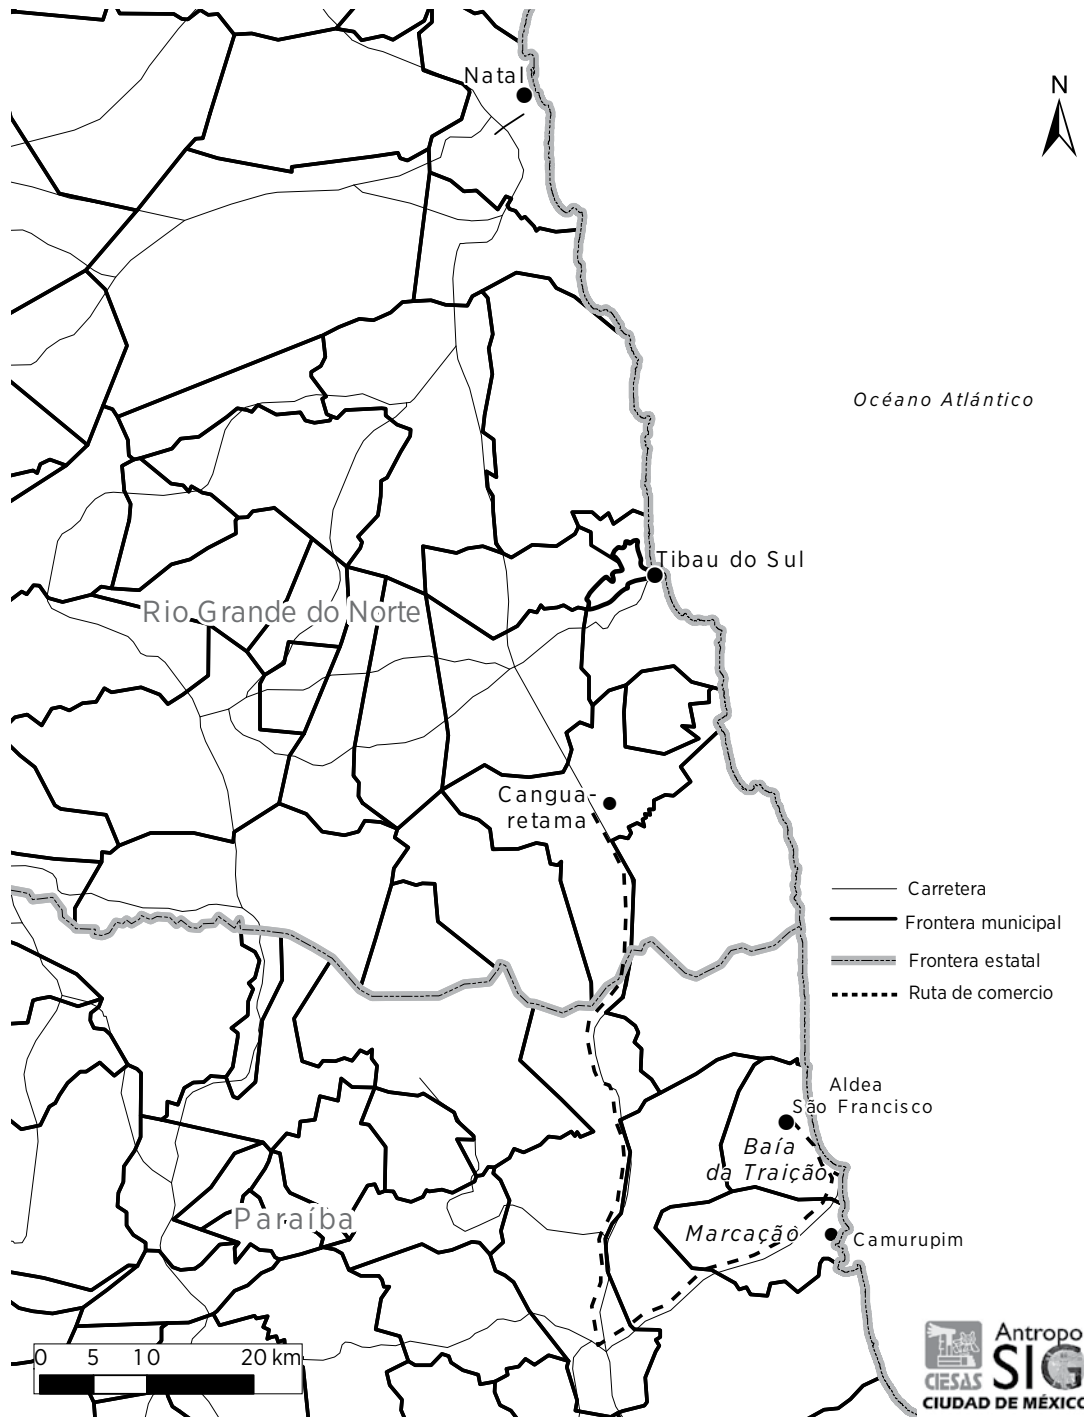 Natal
N
Océano Atlántico
Tibau do Sul
Rio Grande do Norte
Cangua-
retama
Carretera
Frontera municipal
Frontera estatal
Ruta de comercio
Aldea
São Francisco
Baía
da Traição
Marcação
Camurupim
Paraíba
0 5 10 20 km
CIESAS
Antropo
SIG
CIUDAD DE MÉXICO